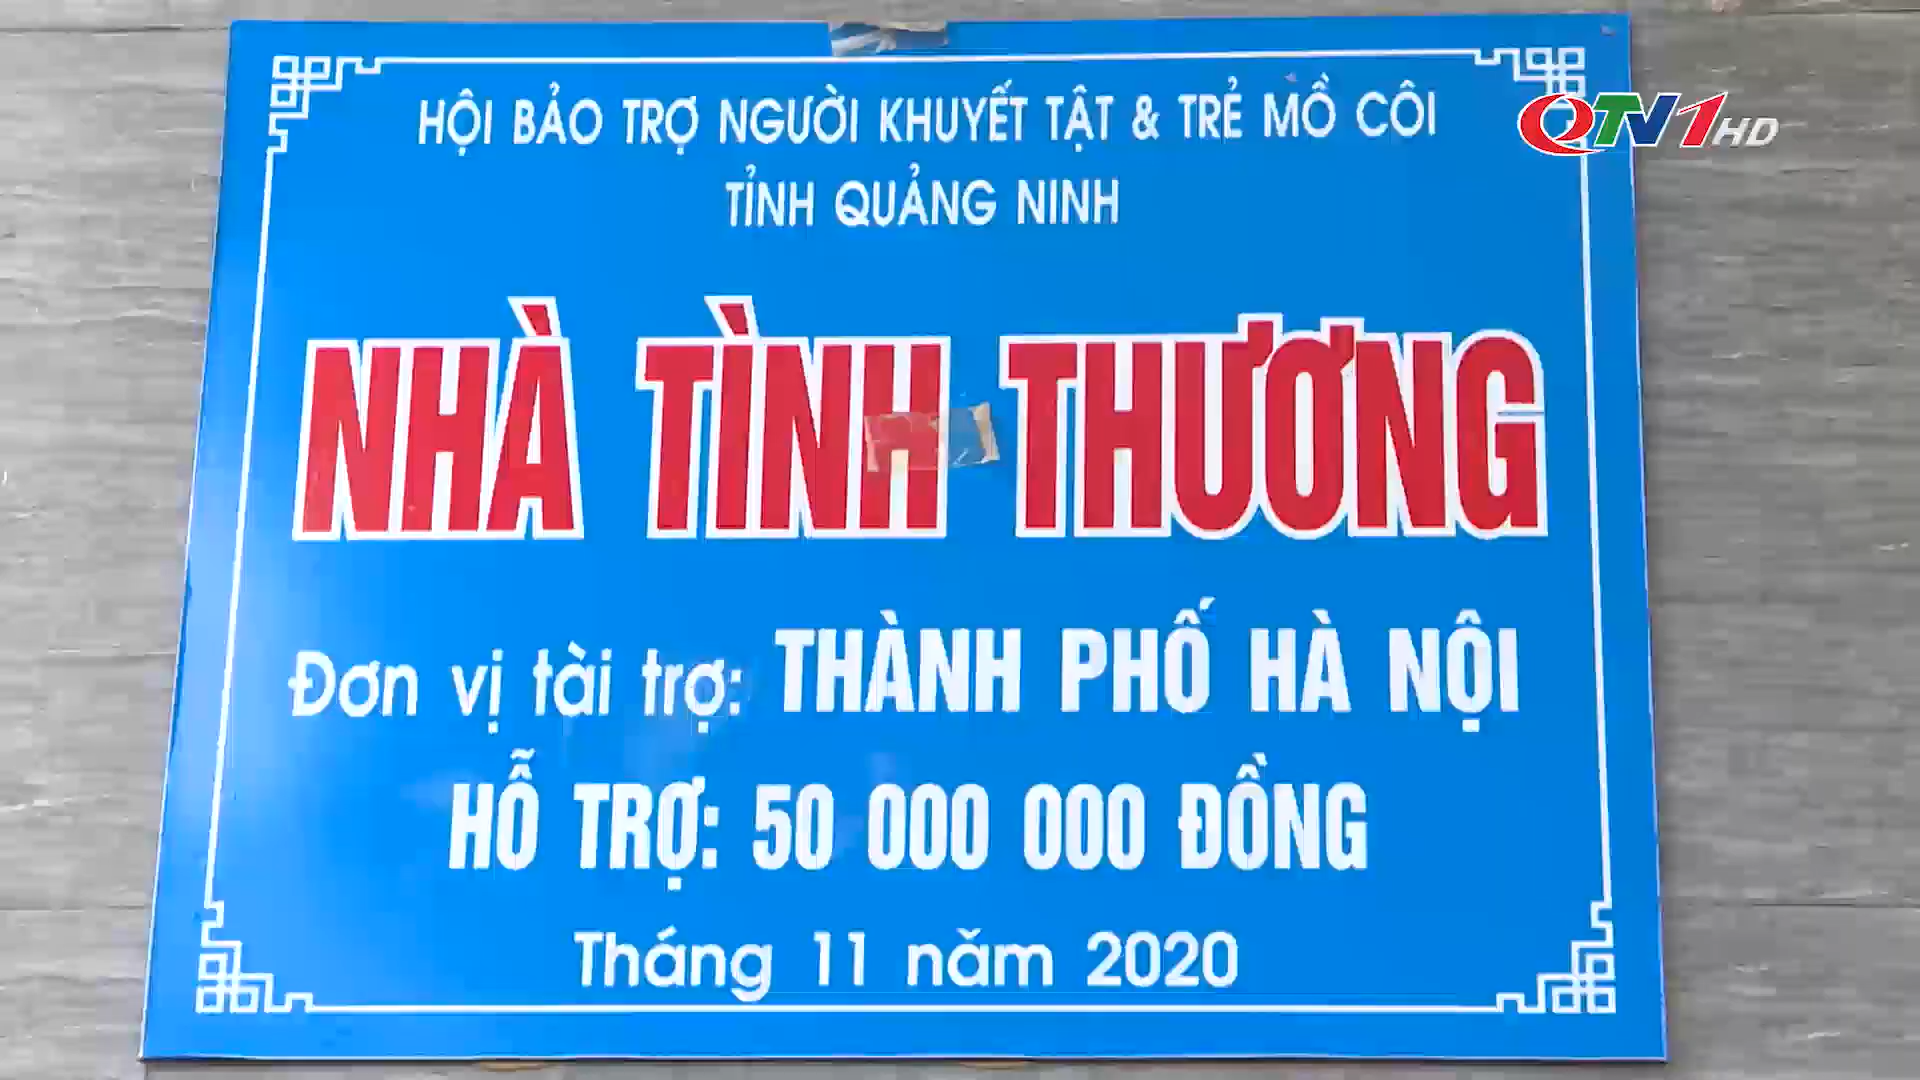 HỘI BẢO TRỢ NGƯỜI KHUYẾT TẬT & TRẺ MỒ CÔI
QTV1HD
TỈNH QUẢNG NINH
NHÀ TÌNH THƯƠNG
Đơn vị tài trợ: THÀNH PHỐ HÀ NỘI
HỖ TRỢ: 50 000 000 ĐỒNG
Tháng 11 năm 2020